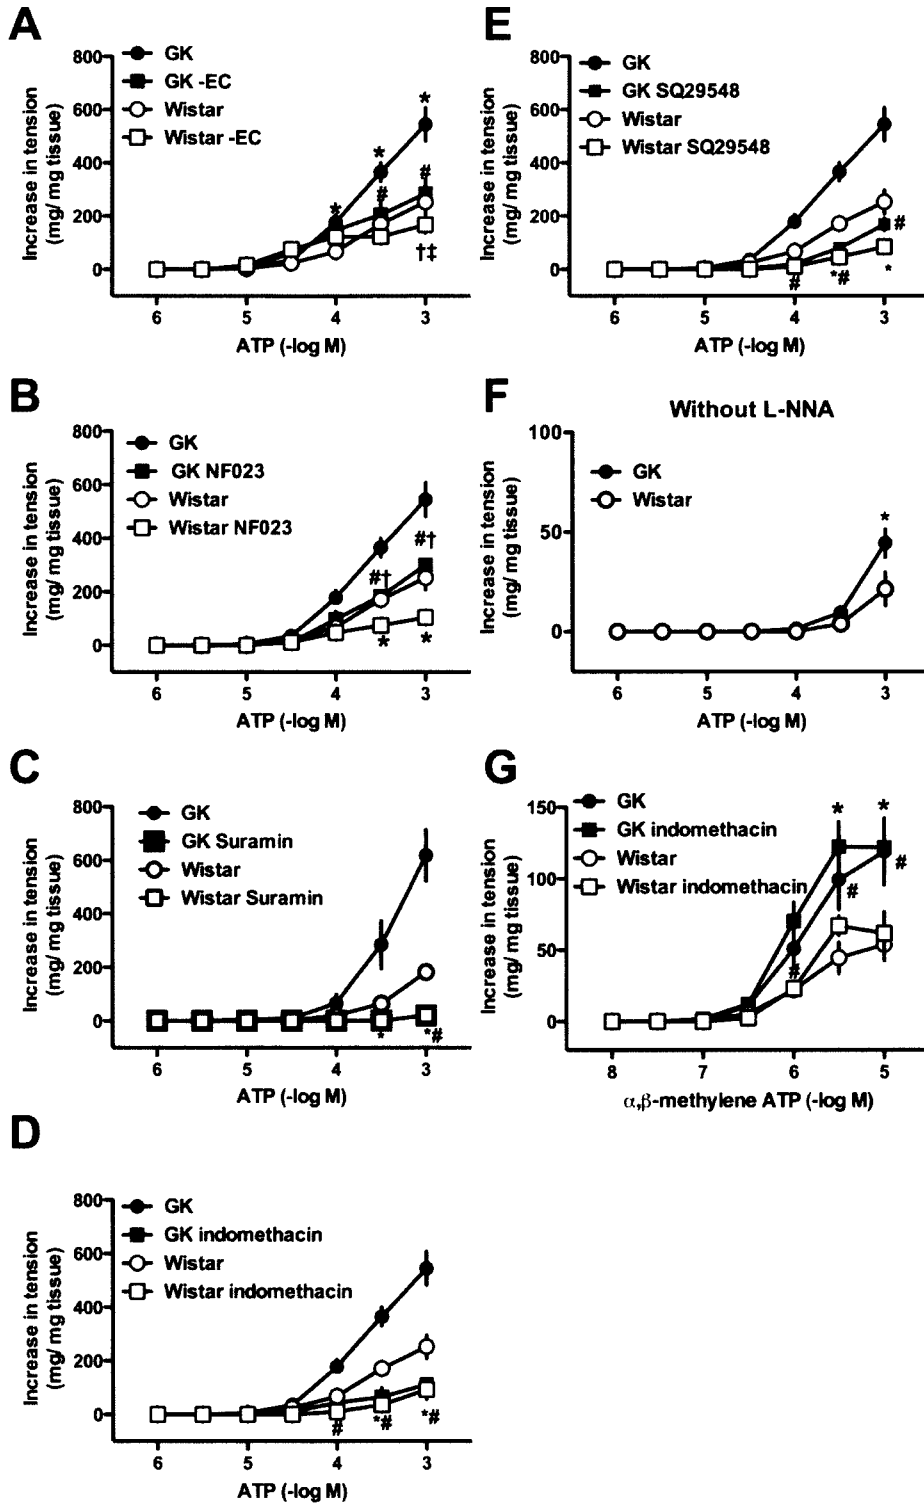 A
800
600
400
200
0
6
5
4
3
Increase in tension
(mg/ mg tissue)
ATP (-log M)
GK
GK -EC
Wistar
Wistar -EC
*
*
*
#
#
†‡
B
800
600
400
200
0
6
5
4
3
Increase in tension
(mg/ mg tissue)
ATP (-log M)
GK
GK NF023
Wistar
Wistar NF023
#†
#†
*
*
C
800
600
400
200
0
6
5
4
3
Increase in tension
(mg/ mg tissue)
ATP (-log M)
GK
GK Suramin
Wistar
Wistar Suramin
*
*#
D
800
600
400
200
0
6
5
4
3
Increase in tension
(mg/ mg tissue)
ATP (-log M)
GK
GK indomethacin
Wistar
Wistar indomethacin
#
*#
*#
E
800
600
400
200
0
6
5
4
3
Increase in tension
(mg/ mg tissue)
ATP (-log M)
GK
GK SQ29548
Wistar
Wistar SQ29548
#
#
*#
*
F
Without L-NNA
100
50
0
6
5
4
3
Increase in tension
(mg/ mg tissue)
ATP (-log M)
GK
Wistar
*
G
150
100
50
0
8
7
6
5
Increase in tension
(mg/ mg tissue)
α,β-methylene ATP (-log M)
GK
GK indomethacin
Wistar
Wistar indomethacin
*
*
#
#
#